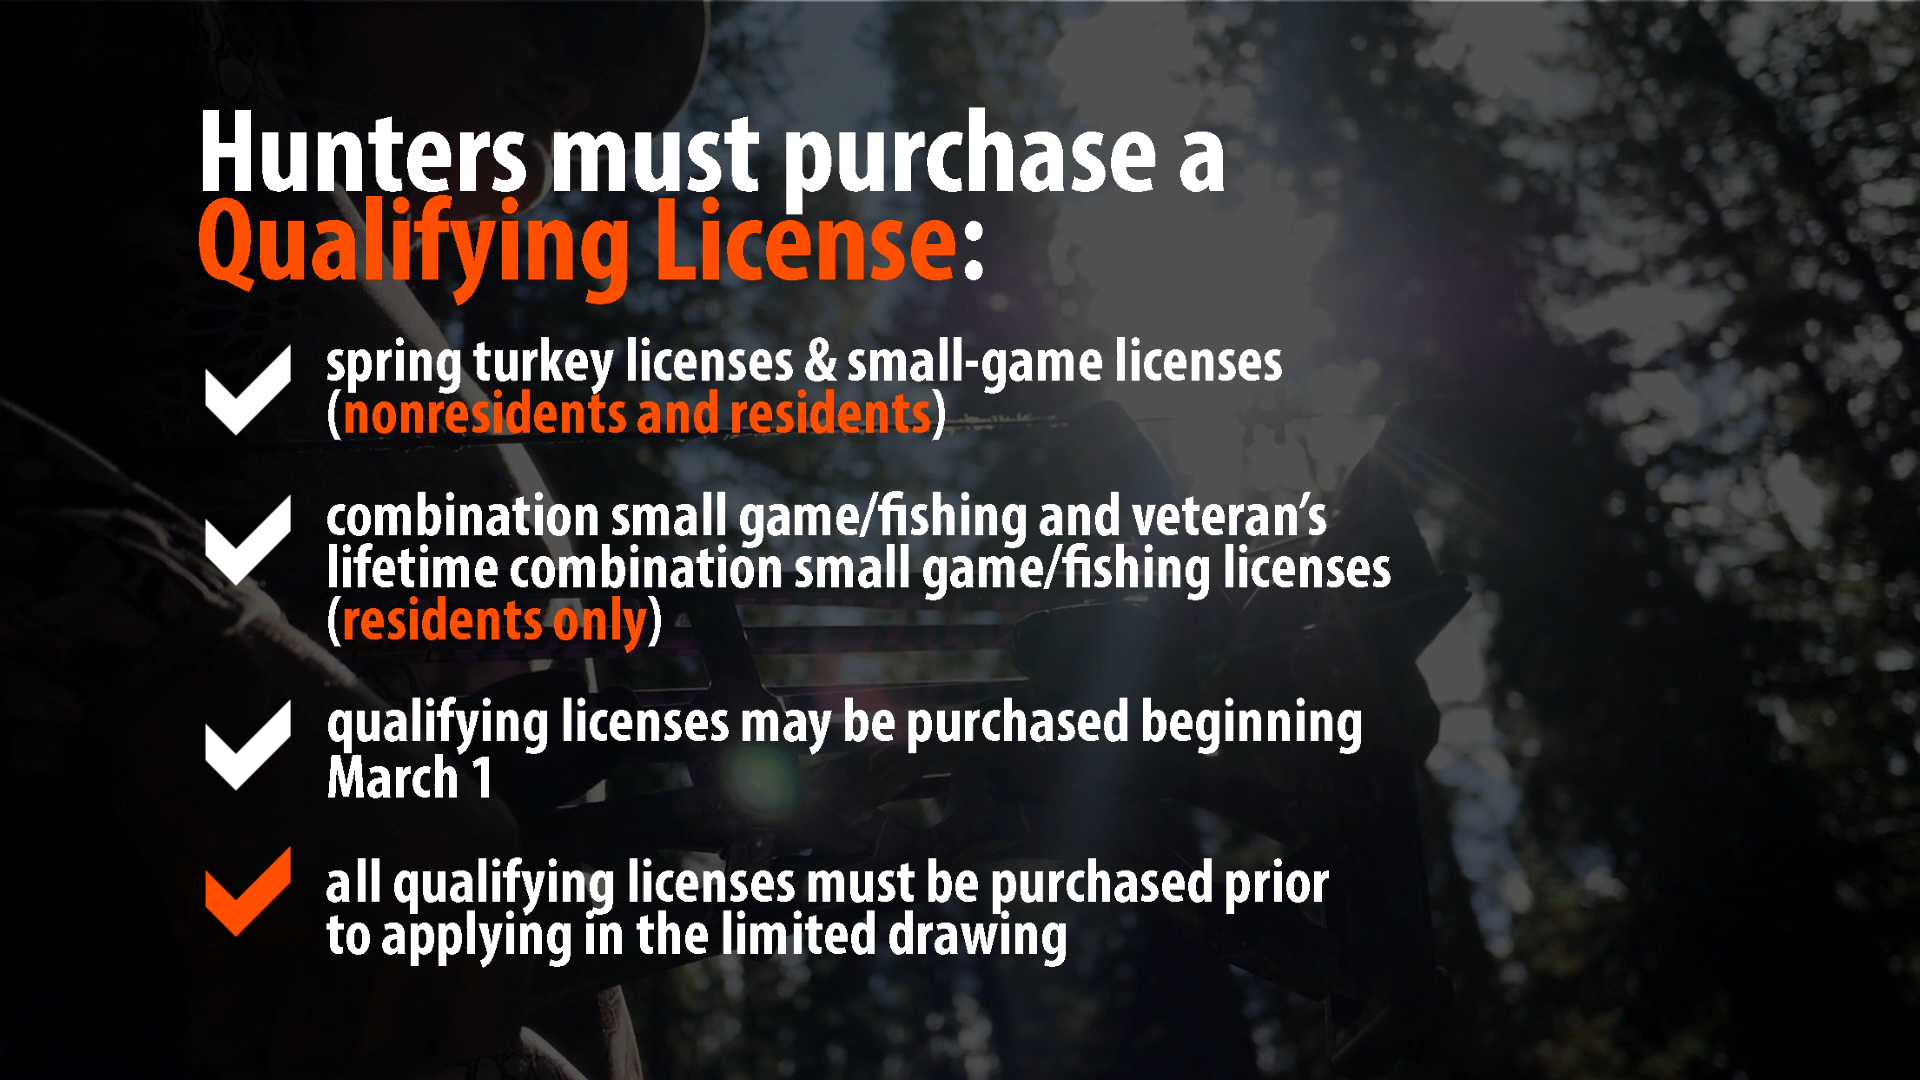 Hunters must purchase a
Qualifying License:
spring turkey licenses & small-game licenses
(nonresidents and residents)
combination small game/fishing and veteran’s
lifetime combination small game/fishing licenses
(residents only)
qualifying licenses may be purchased beginning
March 1
all qualifying licenses must be purchased prior
to applying in the limited drawing